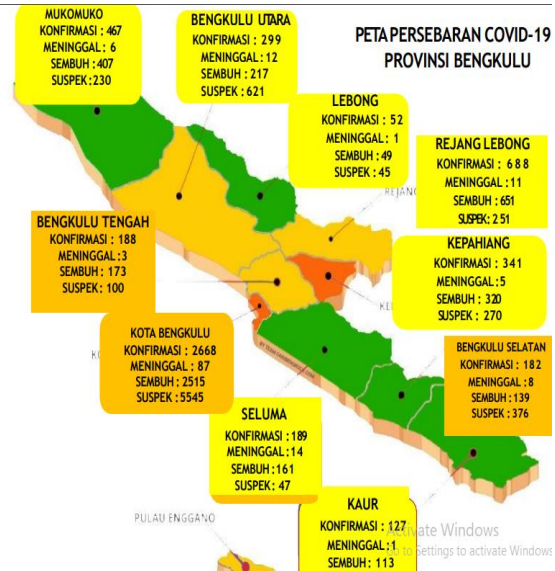 PETA PERSEBARAN COVID-19
PROVINSI BENGKULU
MUKOMUKO
KONFIRMASI : 467
MENINGGAL : 6
SEMBUH : 407
SUSPEK : 230
BENGKULU UTARA
KONFIRMASI : 299
MENINGGAL : 12
SEMBUH : 217
SUSPEK : 621
LEBONG
KONFIRMASI : 52
MENINGGAL : 1
SEMBUH : 49
SUSPEK : 45
REJANG LEBONG
KONFIRMASI : 688
MENINGGAL : 11
SEMBUH : 651
SUSPEK : 251
REJANG
BENGKULU TENGAH
KONFIRMASI : 188
MENINGGAL : 3
SEMBUH : 173
SUSPEK : 100
KEPAHIANG
KONFIRMASI : 341
MENINGGAL : 5
SEMBUH : 320
SUSPEK : 270
KOTA BENGKULU
KONFIRMASI : 2668
MENINGGAL : 87
SEMBUH : 2515
SUSPEK : 5545
BENGKULU SELATAN
KONFIRMASI : 182
MENINGGAL : 8
SEMBUH : 139
SUSPEK : 376
SELUMA
KONFIRMASI : 189
MENINGGAL : 14
SEMBUH : 161
SUSPEK : 47
KAUR
KONFIRMASI : 127
MENINGGAL : 1
SEMBUH : 113
PULAU ENGGANO
Activate Windows
Go to Settings to activate Windows